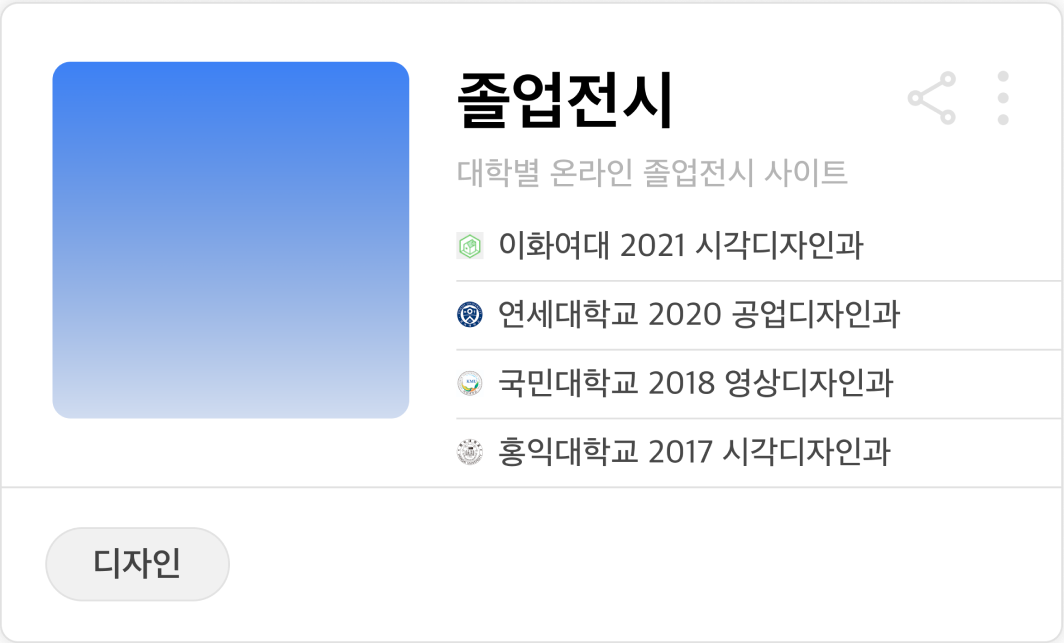 졸업전시
대학별 온라인 졸업전시 사이트
이화여대 2021 시각디자인과
연세대학교 2020 공업디자인과
국민대학교 2018 영상디자인과
홍익대학교 2017 시각디자인과
디자인